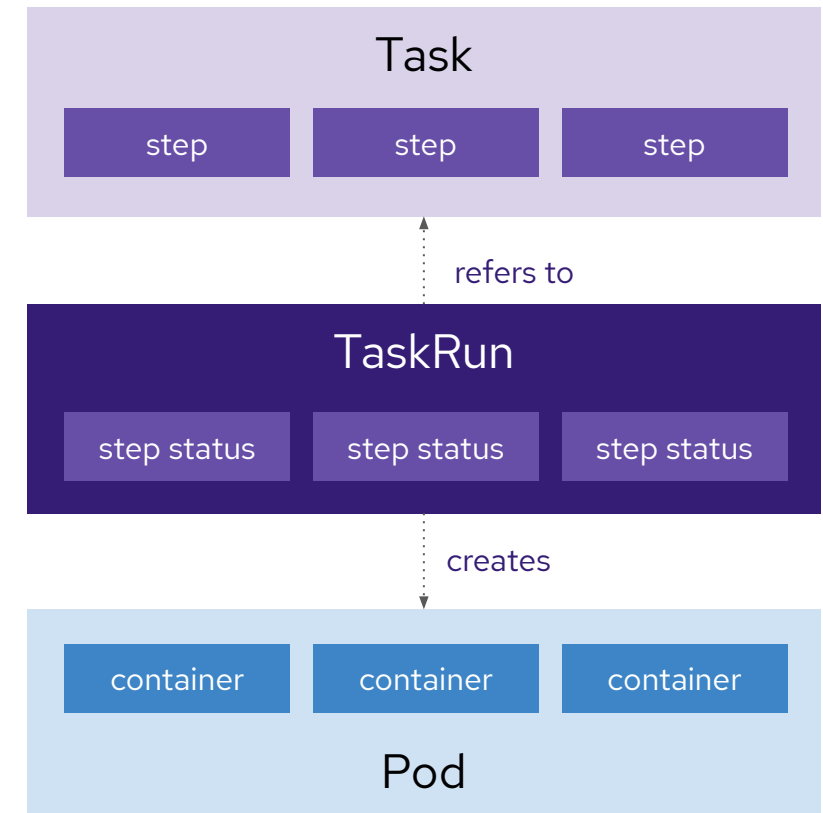 Task
step step step
refers to
TaskRun
step status step status step status
creates
container container container
Pod